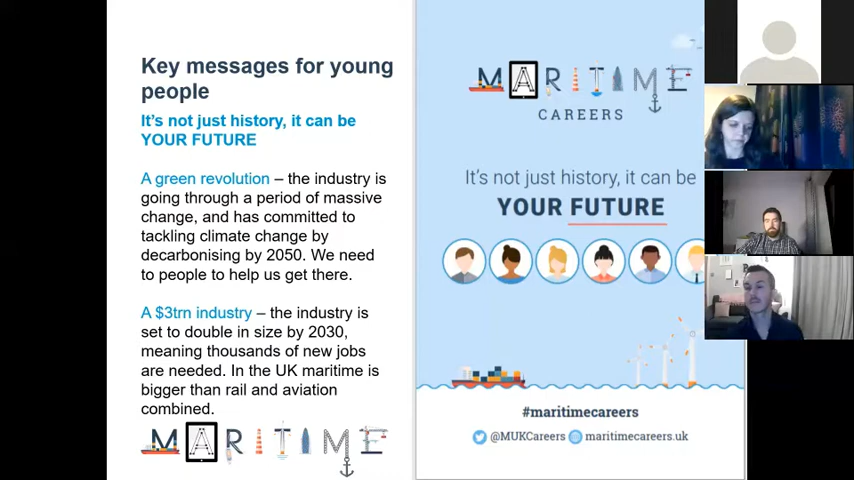 Key messages for young
people
It's not just history, it can be
YOUR FUTURE
A green revolution – the industry is
going through a period of massive
change, and has committed to
tackling climate change by
decarbonising by 2050. We need
to people to help us get there.
A $3trn industry – the industry is
set to double in size by 2030,
meaning thousands of new jobs
are needed. In the UK maritime is
bigger than rail and aviation
combined.
MARITIME
MARITIME
CAREERS
It's not just history, it can be
YOUR FUTURE
#maritimecareers
@MUKCareers maritimecareers.uk